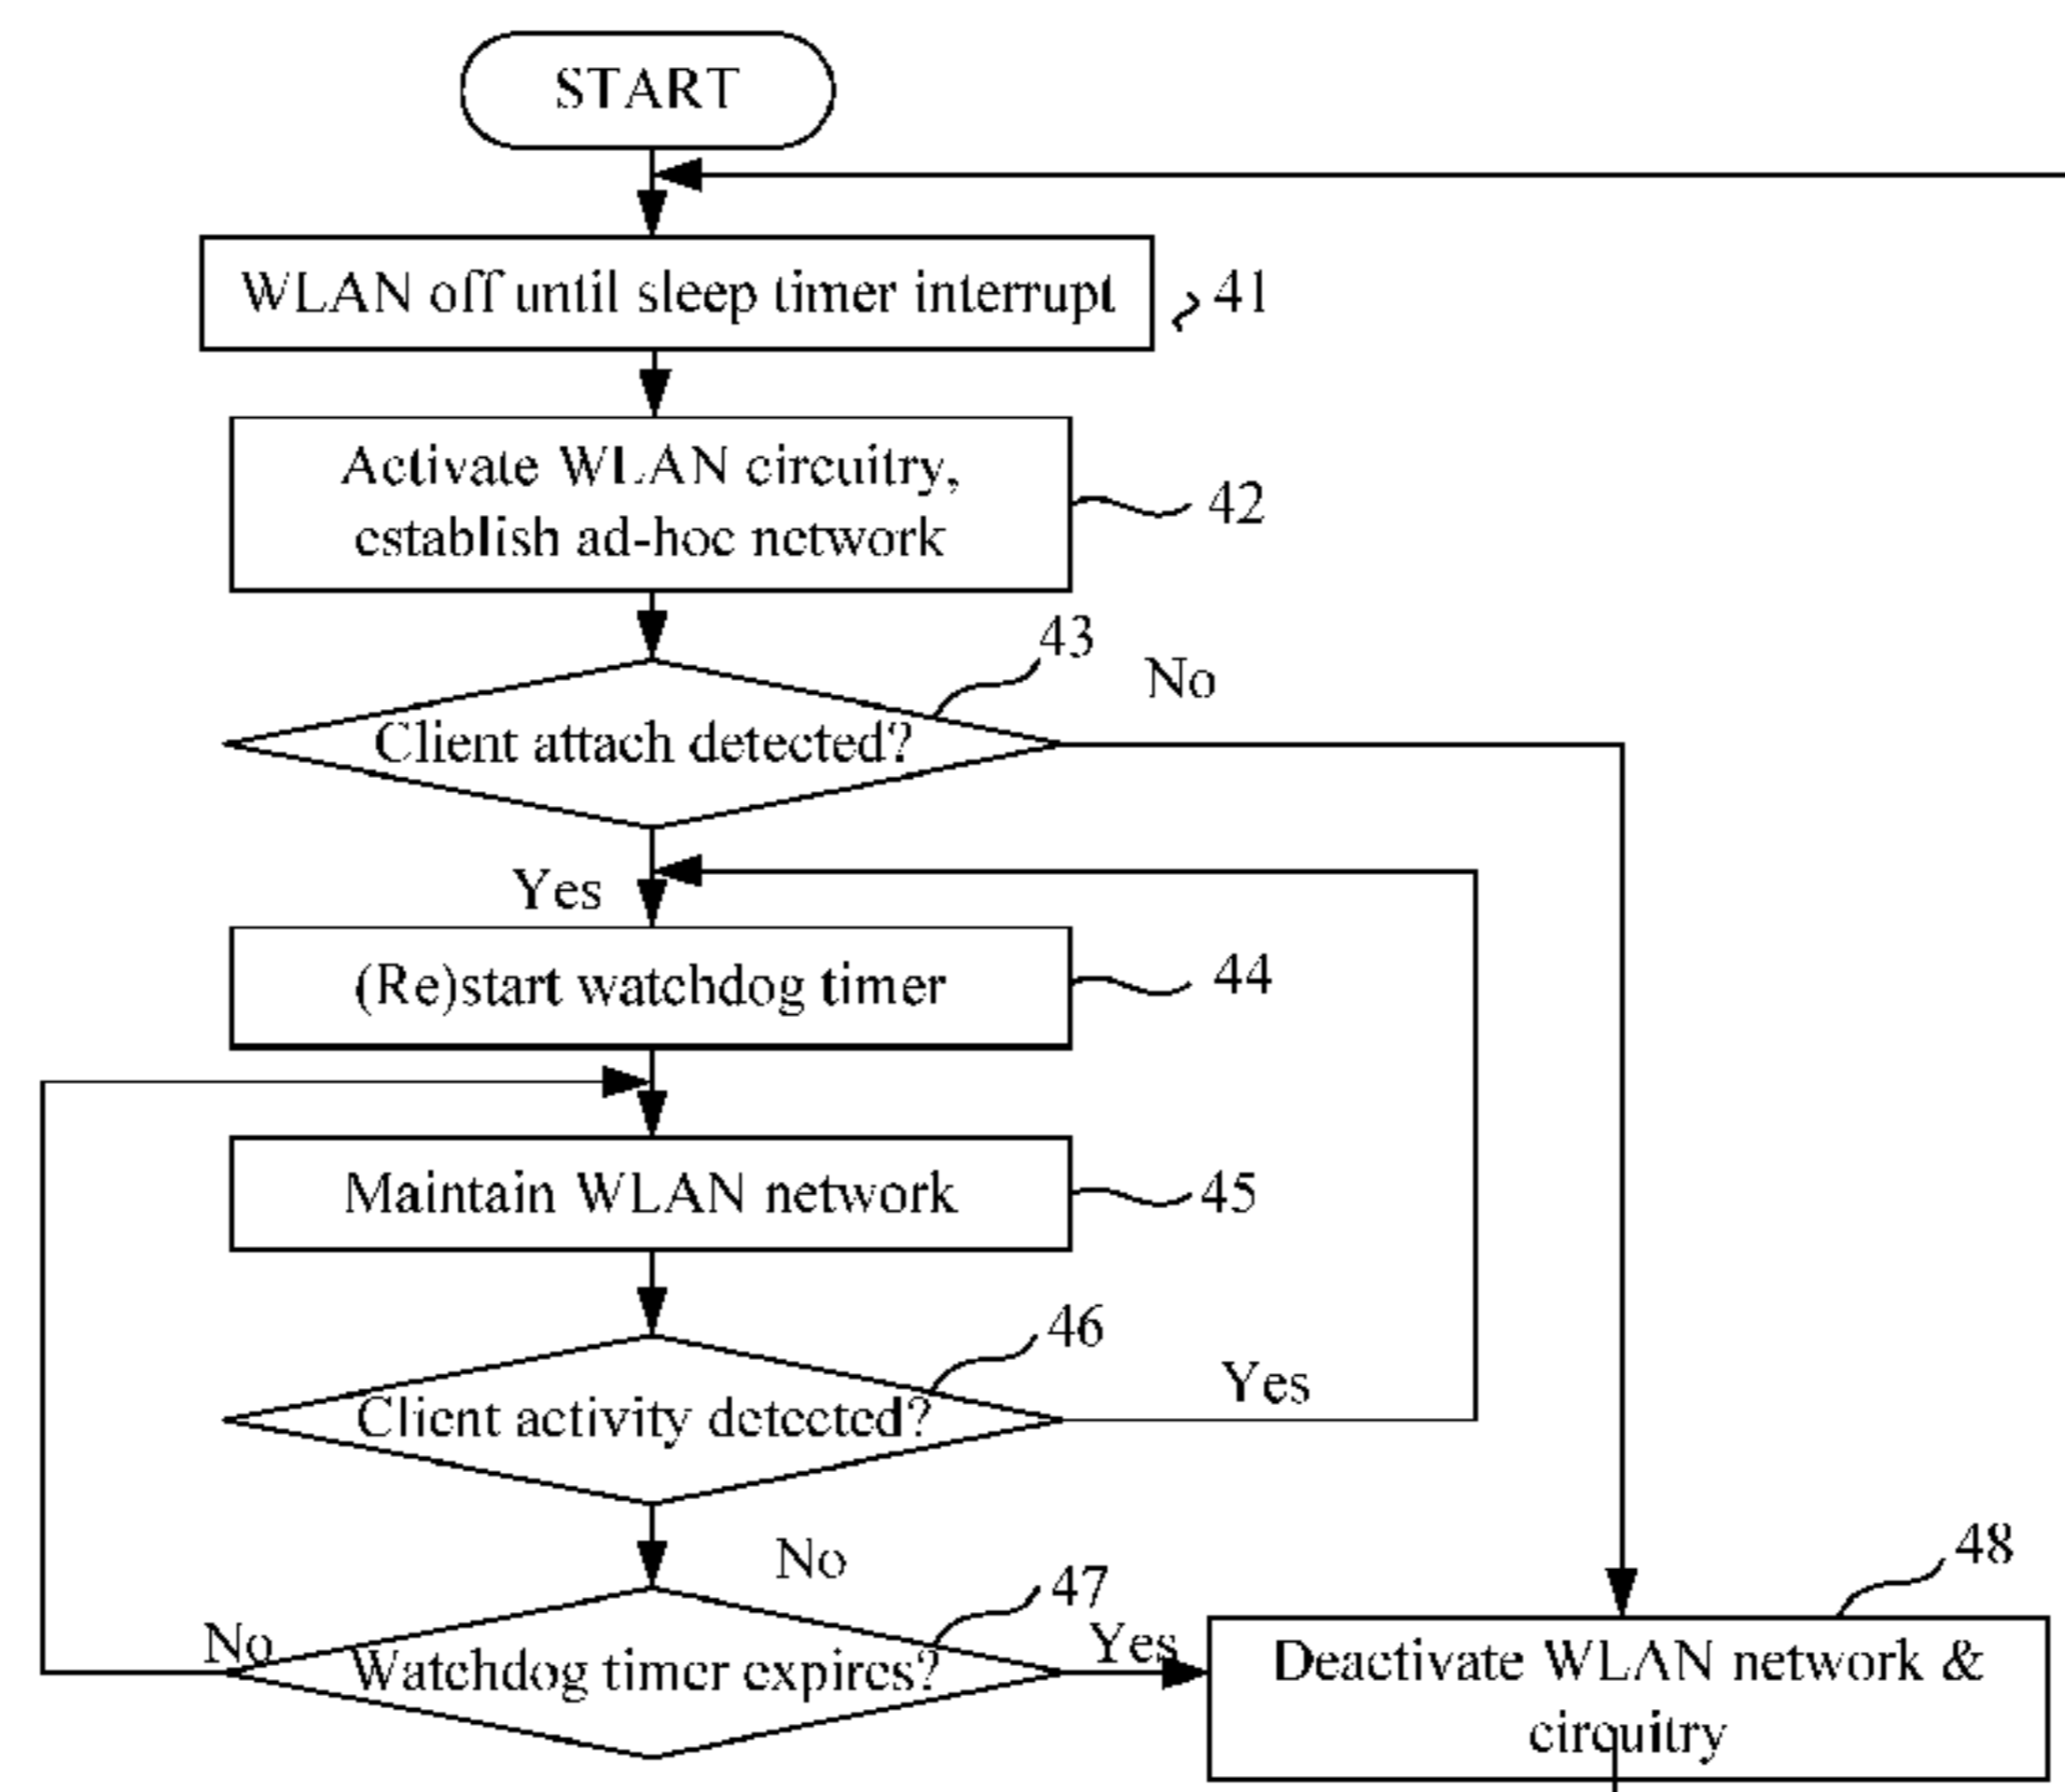 START
WLAN off until sleep timer interrupt
41
Activate WLAN circuitry,
establish ad-hoc network
42
43
No
Client attach detected?
Yes
(Re)start watchdog timer
44
Maintain WLAN network
45
46
Yes
Client activity detected?
No
47
48
No
Watchdog timer expires?
Yes
Deactivate WLAN network &
circuitry